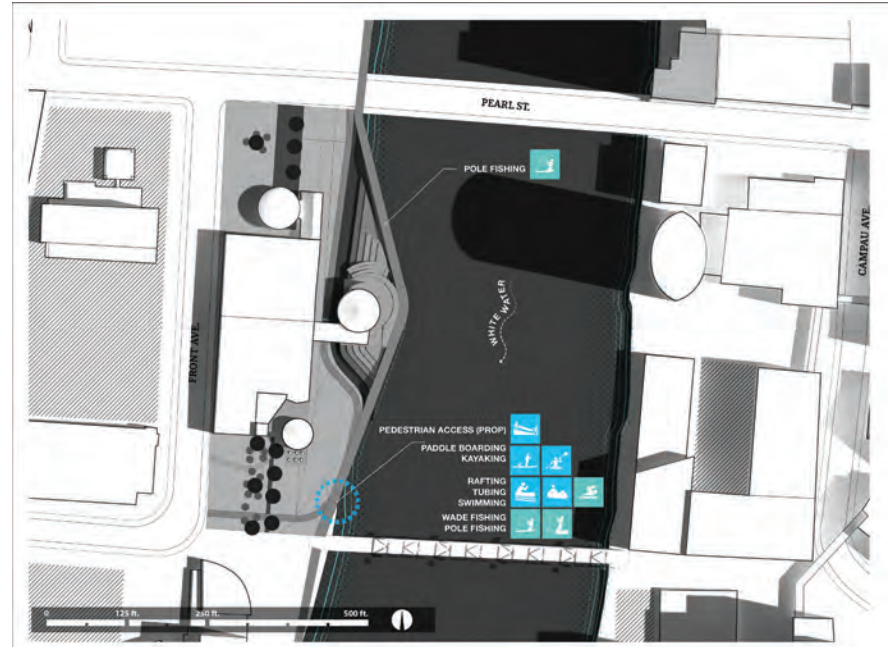 PEARL ST.
POLE FISHING
CAMPAU AVE.
WHITE WATER
FRONT AVE.
PEDESTRIAN ACCESS (PROP)
PADDLE BOARDING
KAYAKING
RAFTING
TUBING
SWIMMING
WADE FISHING
POLE FISHING
0 125 ft. 250 ft. 500 ft.